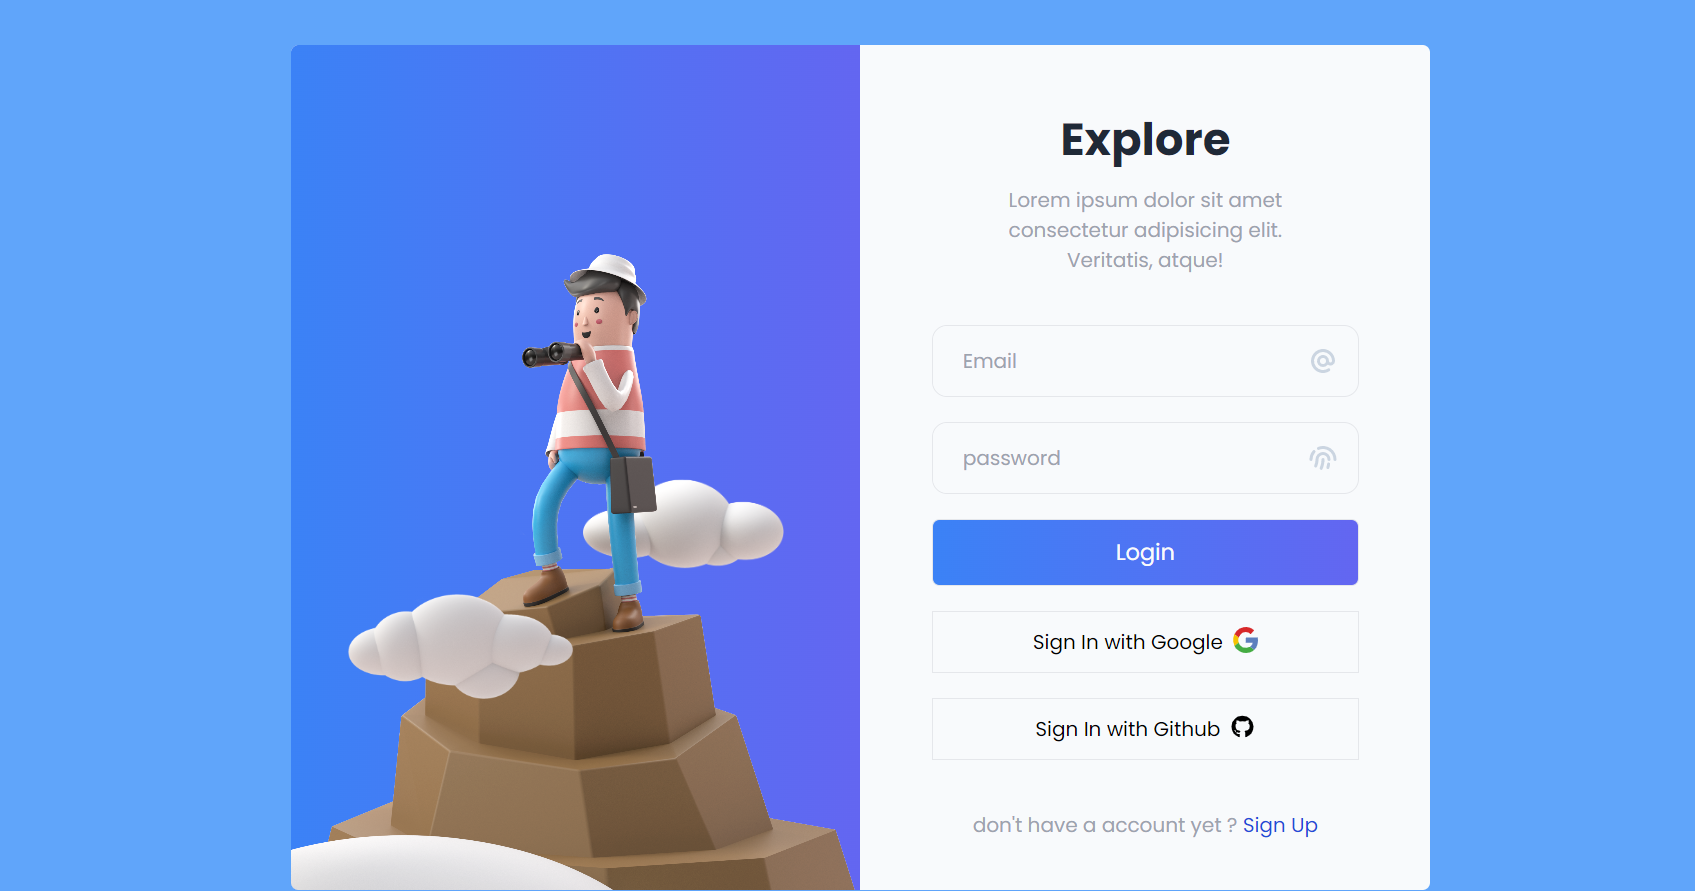 Explore
Lorem ipsum dolor sit amet
consectetur adipisicing elit.
Veritatis, atque!
Email
password
Login
Sign In with Google
Sign In with Github
don't have a account yet ? Sign Up